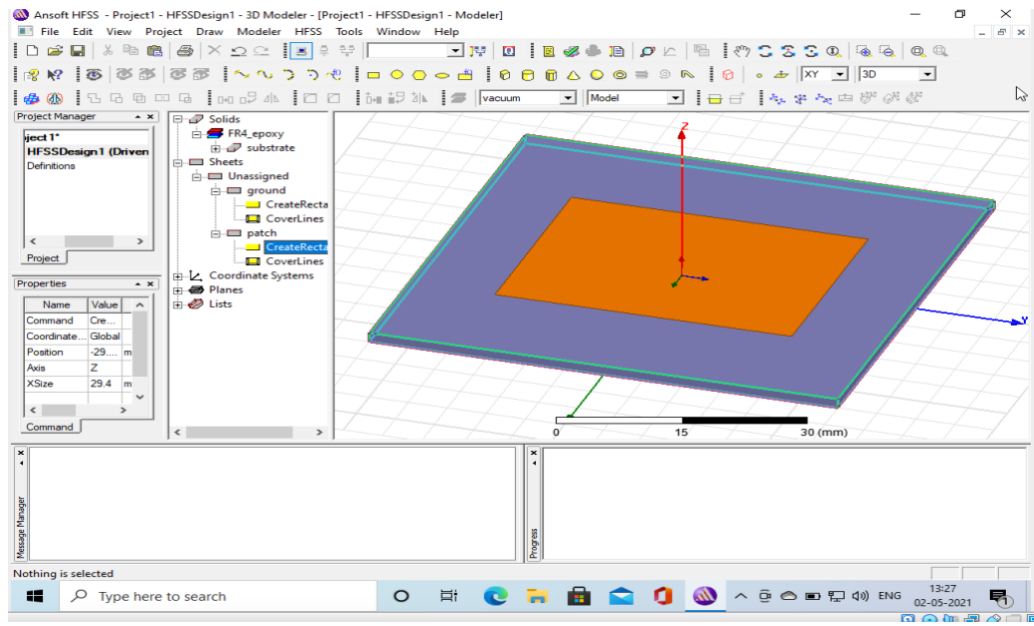 Ansoft HFSS - Project1 - HFSSDesign1 - 3D Modeler - [Project1 - HFSSDesign1 - Modeler]
File Edit View Project Draw Modeler HFSS Tools Window Help
XY 3D
vacuum Model
Project Manager
ject1*
HFSSDesign1 (Driven
Definitions
Project
Properties
Name Value
Command Cre...
Coordinate... Global
Position -29.... m
Axis Z
XSize 29.4 m
Command
Solids
FR4_epoxy
substrate
Sheets
Unassigned
ground
CreateRecta
CoverLines
patch
CreateRecta
CoverLines
Coordinate Systems
Planes
Lists
Z
Y
0 15 30 (mm)
Message Manager
Progress
Nothing is selected
Type here to search
ENG
13:27
02-05-2021